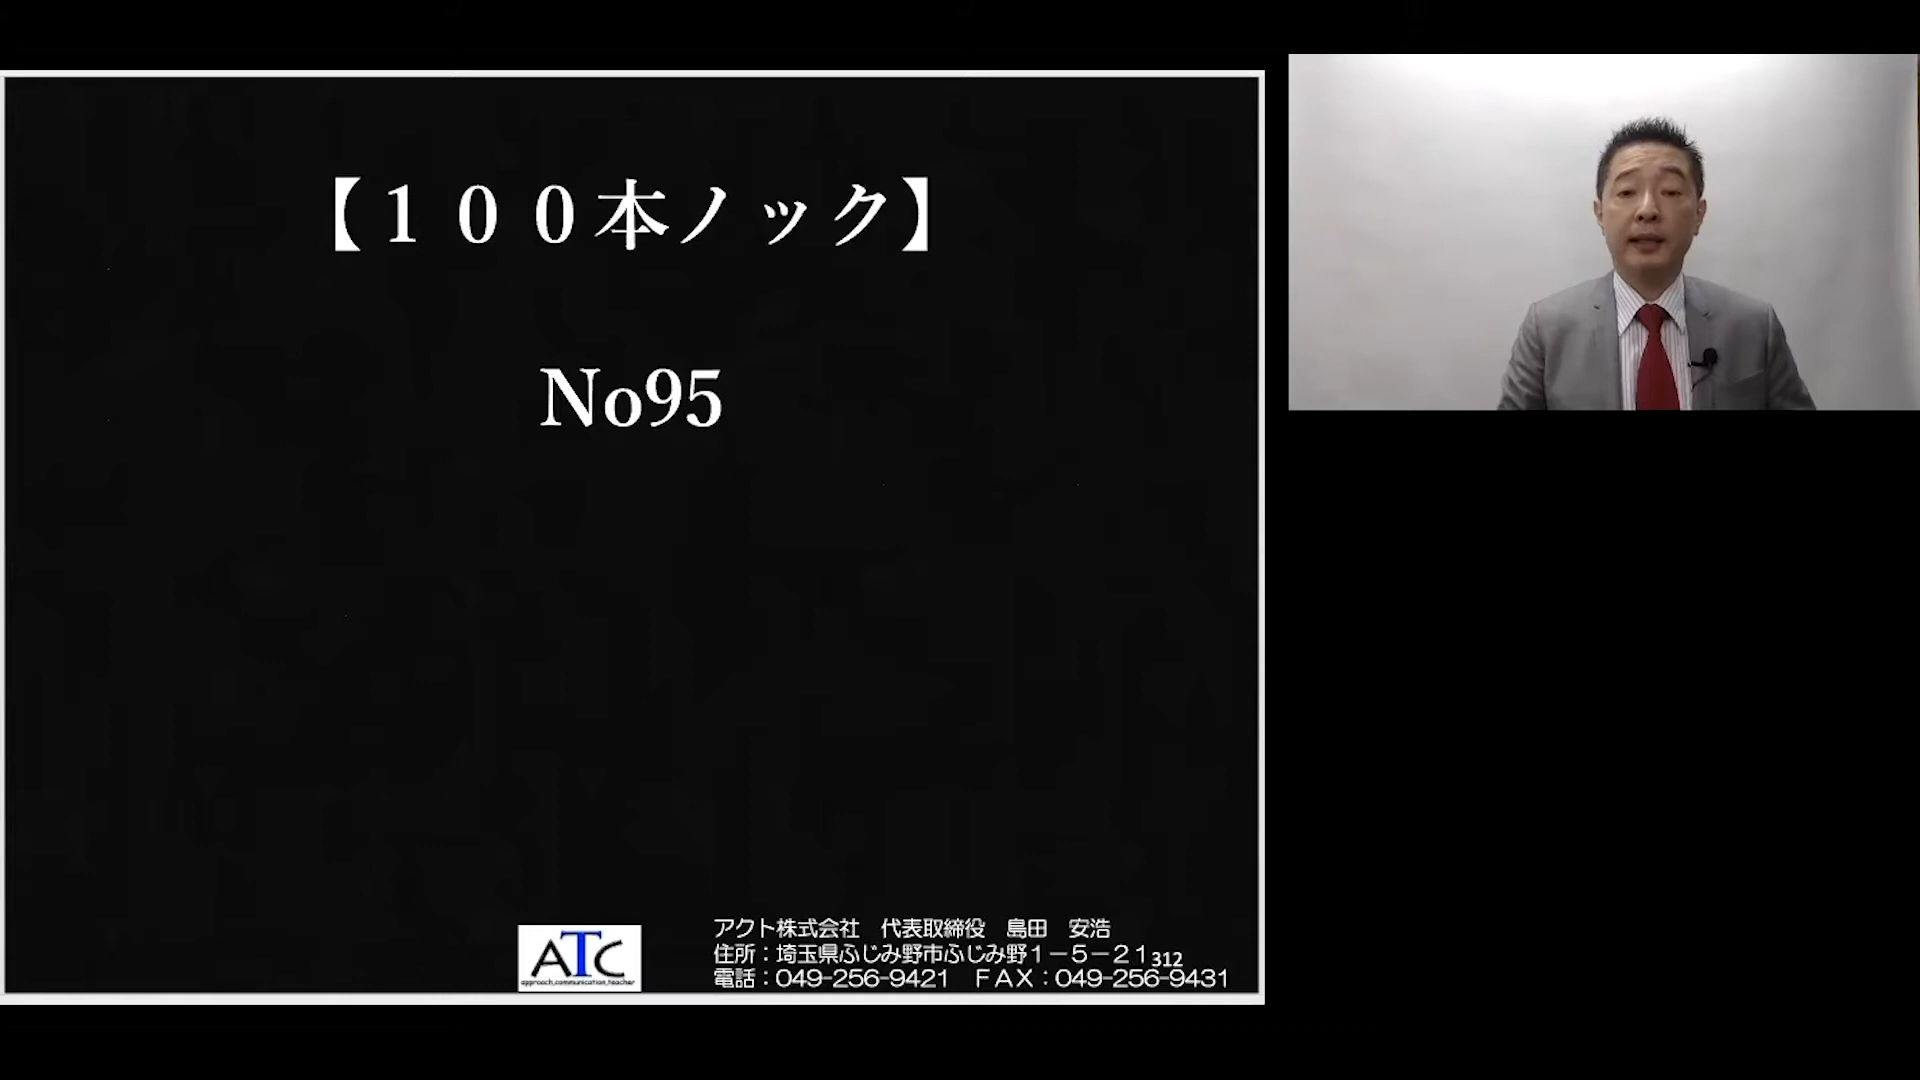 【１００本ノック】
No95
ATC
approach,communication,teacher
アクト株式会社　代表取締役　島田　安浩
住所：埼玉県ふじみ野市ふじみ野１－５－２１
312
電話：049-256-9421　ＦＡＸ：049-256-9431